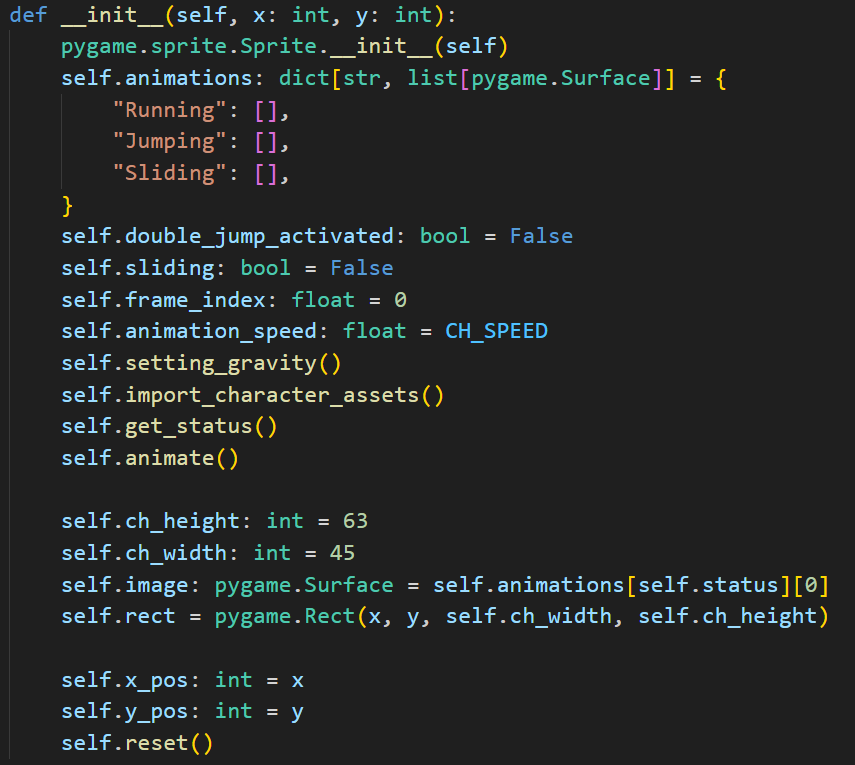 def __init__(self, x: int, y: int):
    pygame.sprite.Sprite.__init__(self)
    self.animations: dict[str, list[pygame.Surface]] = {
        "Running": [],
        "Jumping": [],
        "Sliding": [],
    }
    self.double_jump_activated: bool = False
    self.sliding: bool = False
    self.frame_index: float = 0
    self.animation_speed: float = CH_SPEED
    self.setting_gravity()
    self.import_character_assets()
    self.get_status()
    self.animate()

    self.ch_height: int = 63
    self.ch_width: int = 45
    self.image: pygame.Surface = self.animations[self.status][0]
    self.rect = pygame.Rect(x, y, self.ch_width, self.ch_height)

    self.x_pos: int = x
    self.y_pos: int = y
    self.reset()